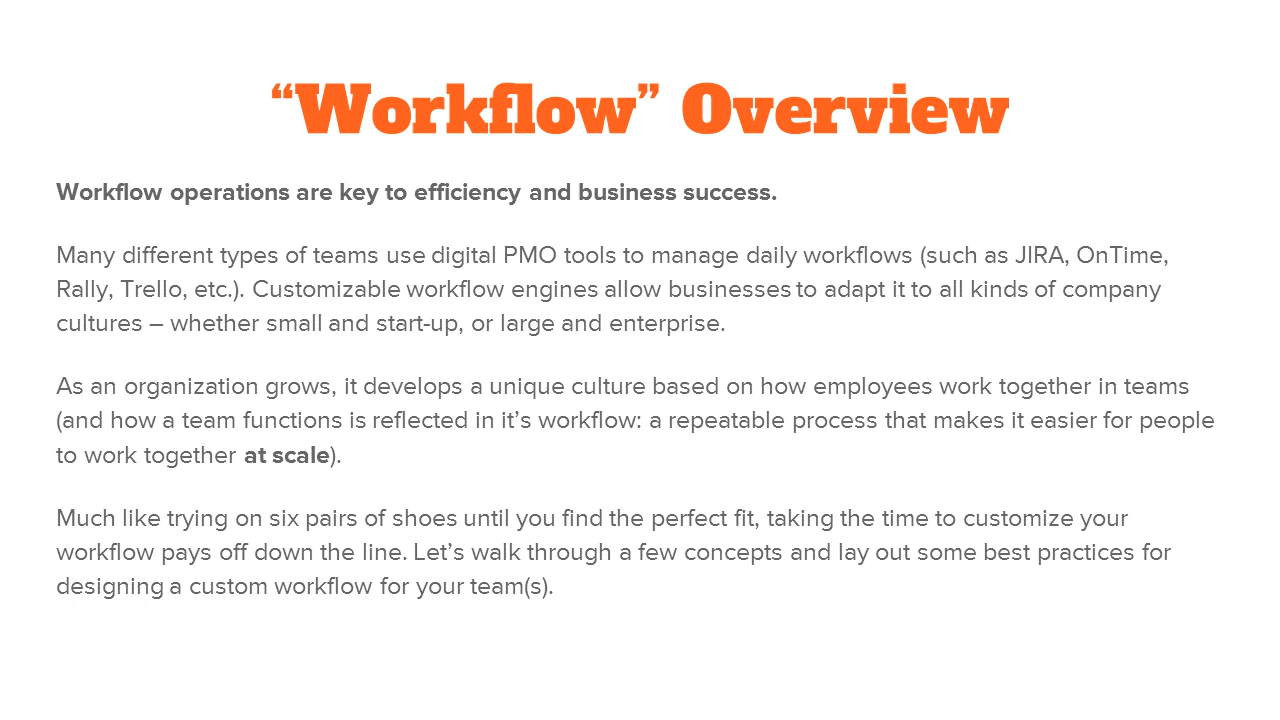 “Workflow” Overview
Workflow operations are key to efficiency and business success.
Many different types of teams use digital PMO tools to manage daily workflows (such as JIRA, OnTime,
Rally, Trello, etc.). Customizable workflow engines allow businesses to adapt it to all kinds of company
cultures – whether small and start-up, or large and enterprise.
As an organization grows, it develops a unique culture based on how employees work together in teams
(and how a team functions is reflected in it’s workflow: a repeatable process that makes it easier for people
to work together at scale).
Much like trying on six pairs of shoes until you find the perfect fit, taking the time to customize your
workflow pays off down the line. Let’s walk through a few concepts and lay out some best practices for
designing a custom workflow for your team(s).